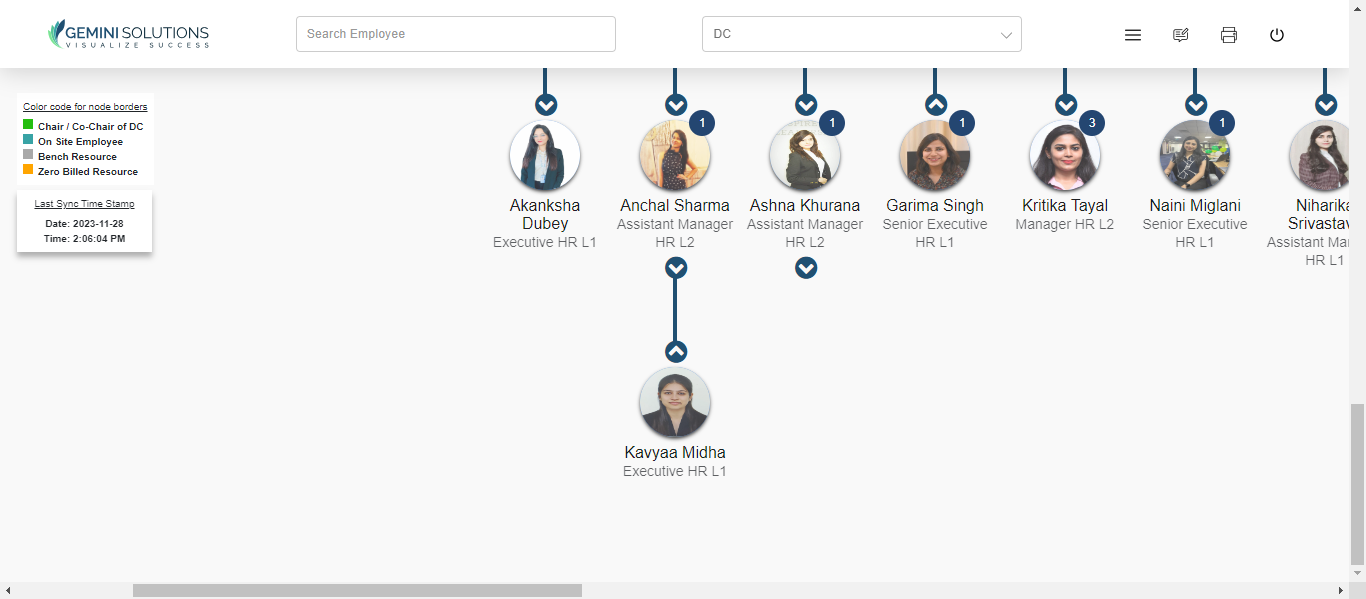 GEMINI SOLUTIONS
VISUALIZE SUCCESS
Search Employee
DC
Color code for node borders
Chair / Co-Chair of DC
On Site Employee
Bench Resource
Zero Billed Resource
Last Sync Time Stamp
Date: 2023-11-28
Time: 2:06:04 PM
Akanksha
Dubey
Executive HR L1
1
Anchal Sharma
Assistant Manager
HR L2
1
Ashna Khurana
Assistant Manager
HR L2
1
Garima Singh
Senior Executive
HR L1
3
Kritika Tayal
Manager HR L2
1
Naini Miglani
Senior Executive
HR L1
Niharika
Srivastav
Assistant Ma
HR L1
Kavyaa Midha
Executive HR L1